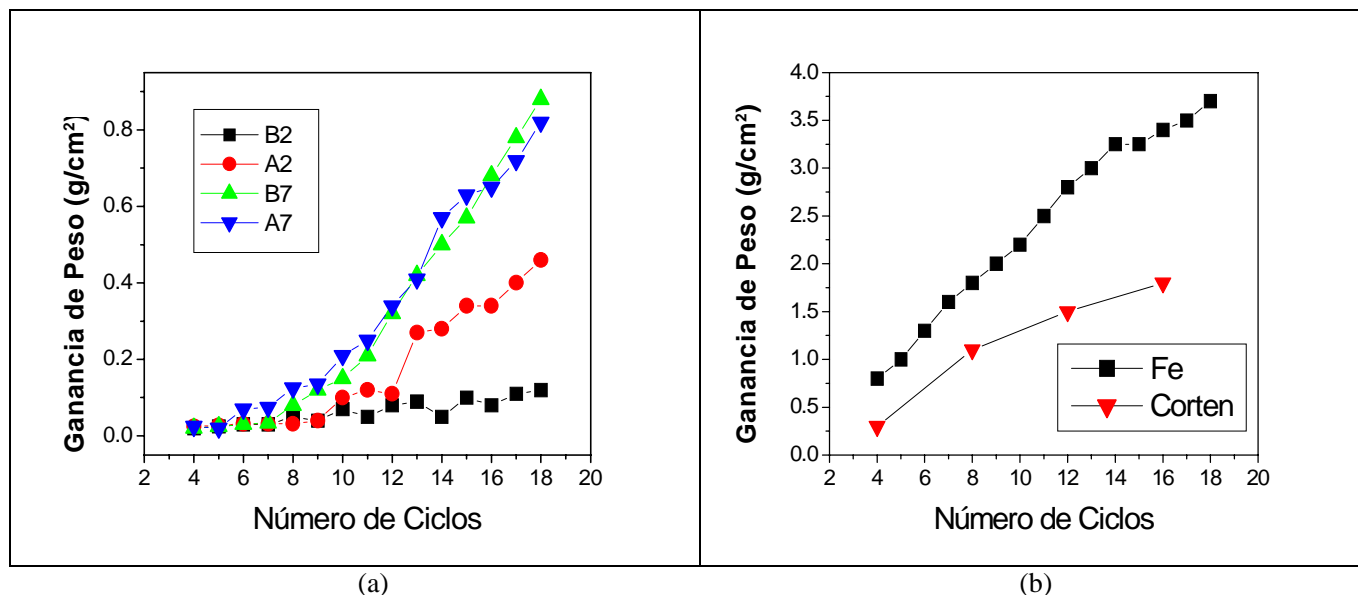 Ganancia de Peso (g/cm²)
0.8
0.6
0.4
0.2
0.0
B2
A2
B7
A7
2 4 6 8 10 12 14 16 18 20
Número de Ciclos
(a)
Ganancia de Peso (g/cm²)
4.0
3.5
3.0
2.5
2.0
1.5
1.0
0.5
0.0
Fe
Corten
2 4 6 8 10 12 14 16 18 20
Número de Ciclos
(b)